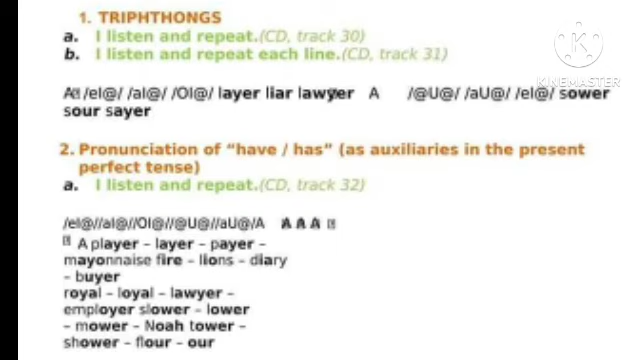 1. TRIPHTHONGS
a. I listen and repeat.(CD, track 30)
b. I listen and repeat each line.(CD, track 31)
KINEMASTER
A /eI@/ /aI@/ /OI@/ layer liar lawyer A /@U@/ /aU@/ /eI@/ sower
sour sayer
2. Pronunciation of “have / has” (as auxiliaries in the present
perfect tense)
a. I listen and repeat.(CD, track 32)
/eI@//aI@//OI@//@U@//aU@/A A A A
A player – layer – payer –
mayonnaise fire – lions – diary
– buyer
royal – loyal – lawyer –
employer slower – lower
– mower – Noah tower –
shower – flour – our